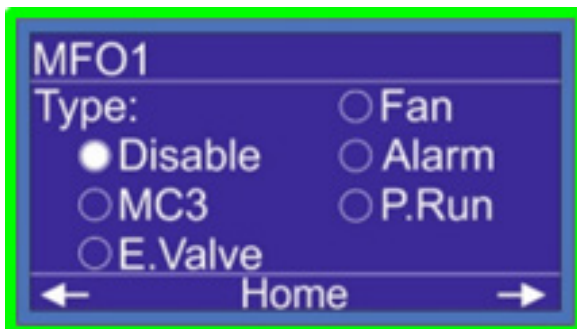 MFO1
Type:
Disable
MC3
E.Valve
Fan
Alarm
P.Run
Home